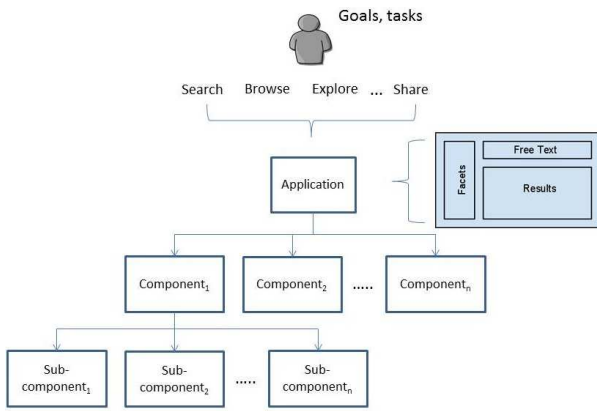 Goals, tasks
Search Browse Explore ... Share
Application
Free Text
Facets
Results
Component₁ Component₂ ..... Componentₙ
Sub-
component₁
Sub-
component₂
.....
Sub-
componentₙ